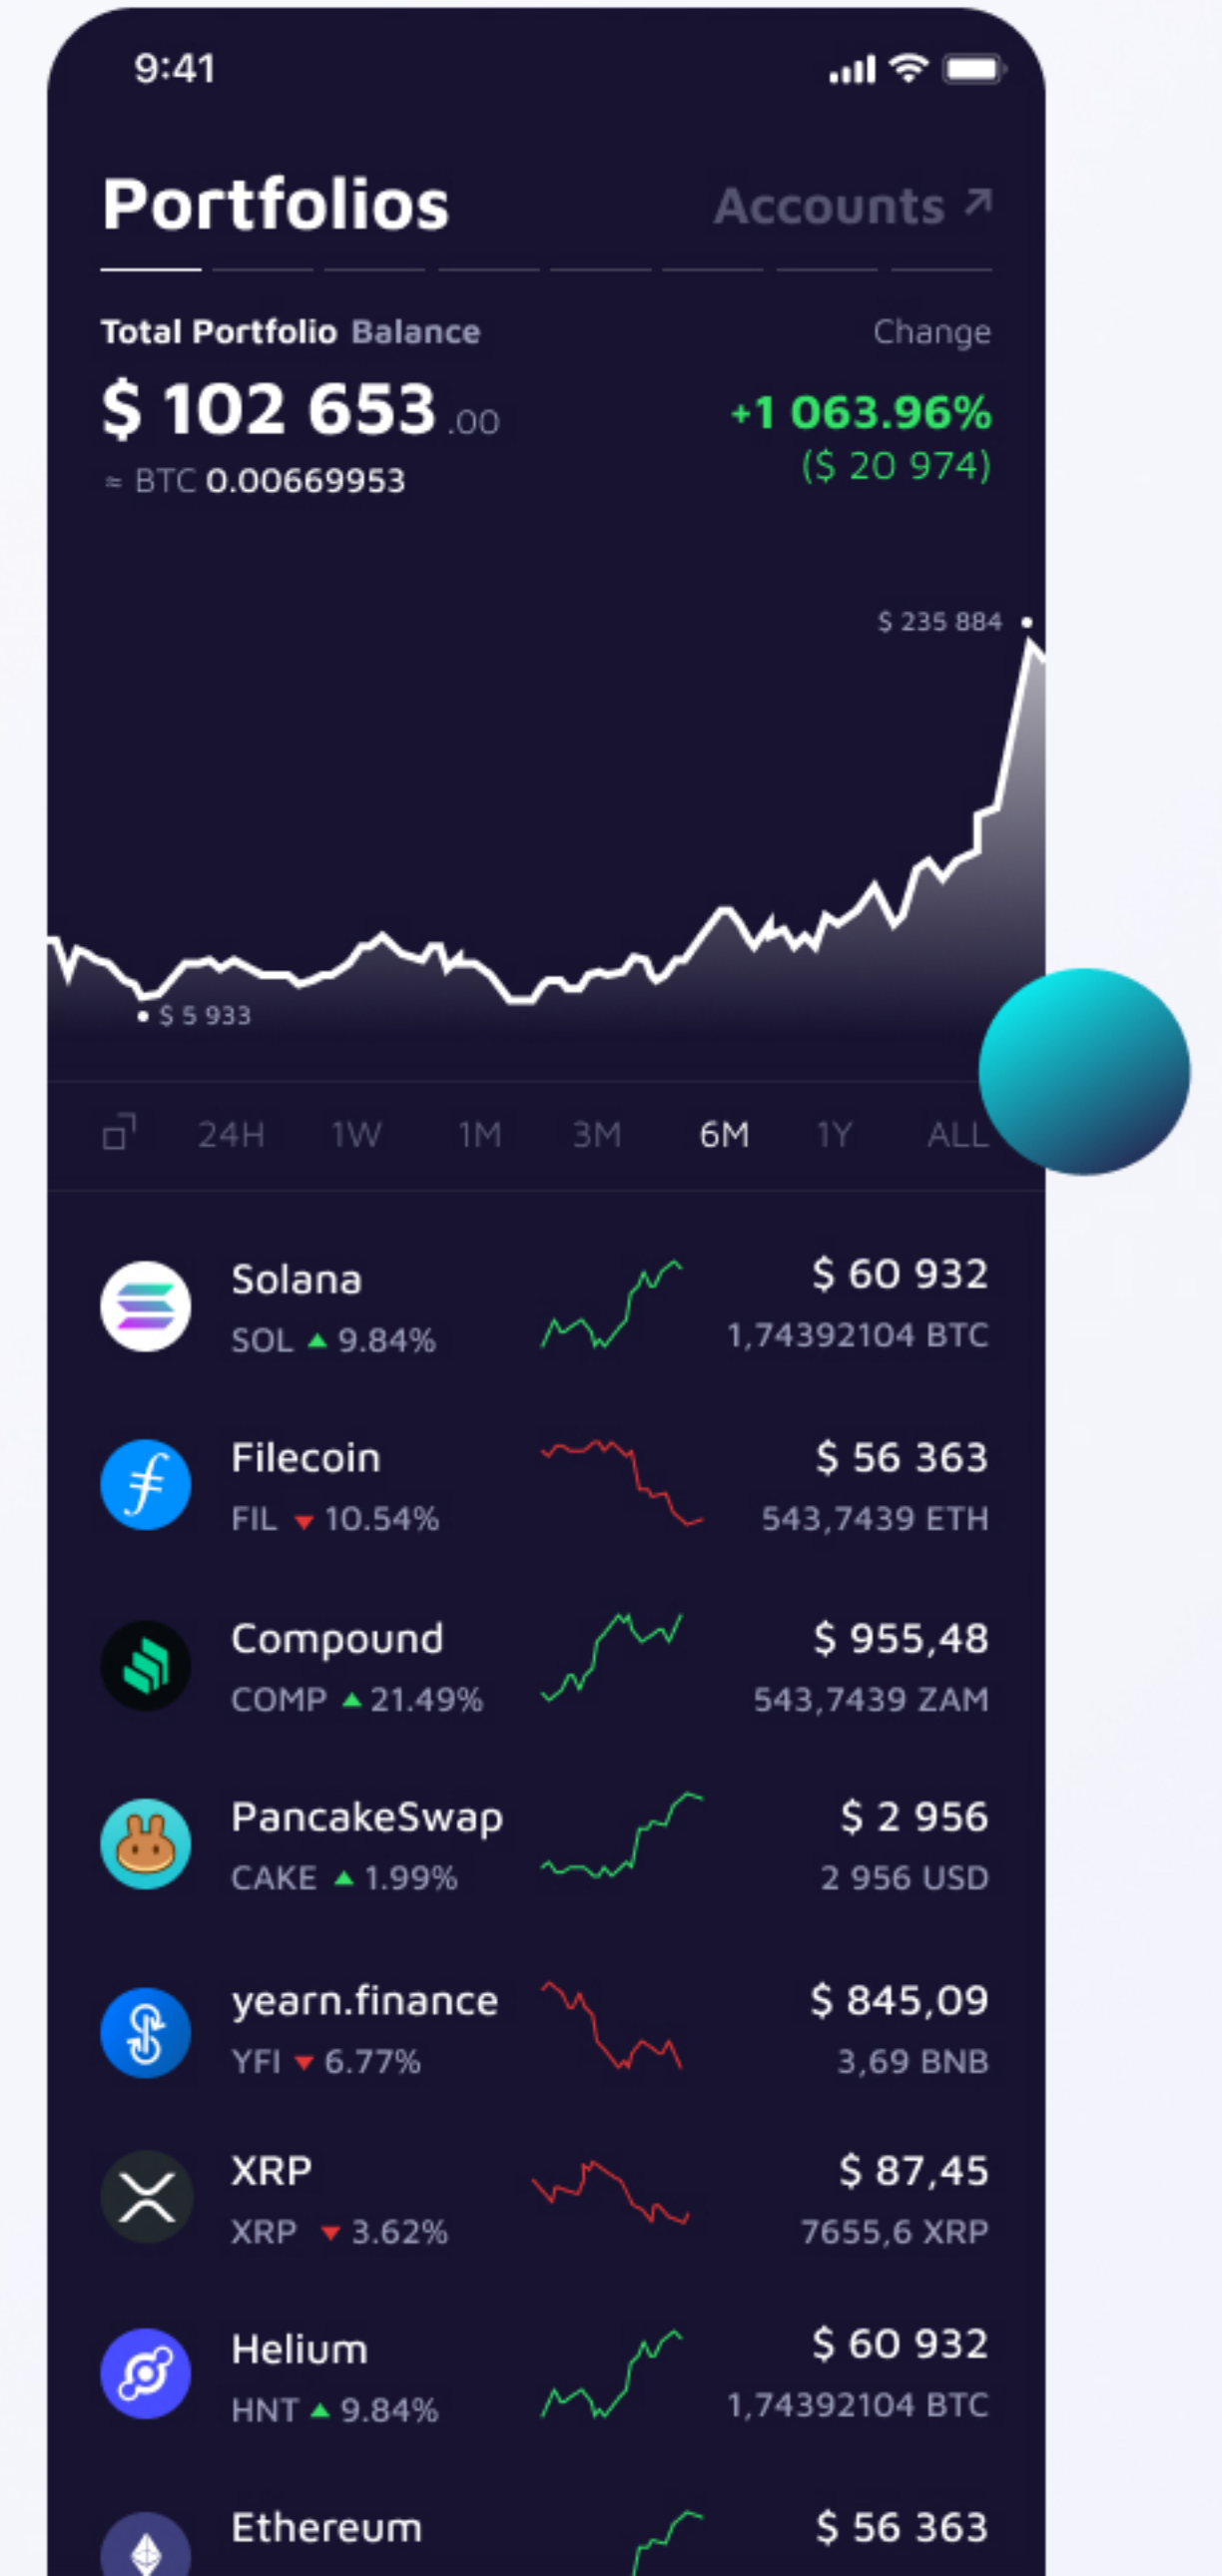 9:41
Portfolios Accounts ↗
Total Portfolio Balance Change
$ 102 653.00 +1 063.96%
≈ BTC 0.00669953 ($ 20 974)
$ 235 884
$ 5 933
24H 1W 1M 3M 6M 1Y ALL
Solana $ 60 932
SOL ▲ 9.84% 1,74392104 BTC
Filecoin $ 56 363
FIL ▼ 10.54% 543,7439 ETH
Compound $ 955,48
COMP ▲ 21.49% 543,7439 ZAM
PancakeSwap $ 2 956
CAKE ▲ 1.99% 2 956 USD
yearn.finance $ 845,09
YFI ▼ 6.77% 3,69 BNB
XRP $ 87,45
XRP ▼ 3.62% 7655,6 XRP
Helium $ 60 932
HNT ▲ 9.84% 1,74392104 BTC
Ethereum $ 56 363